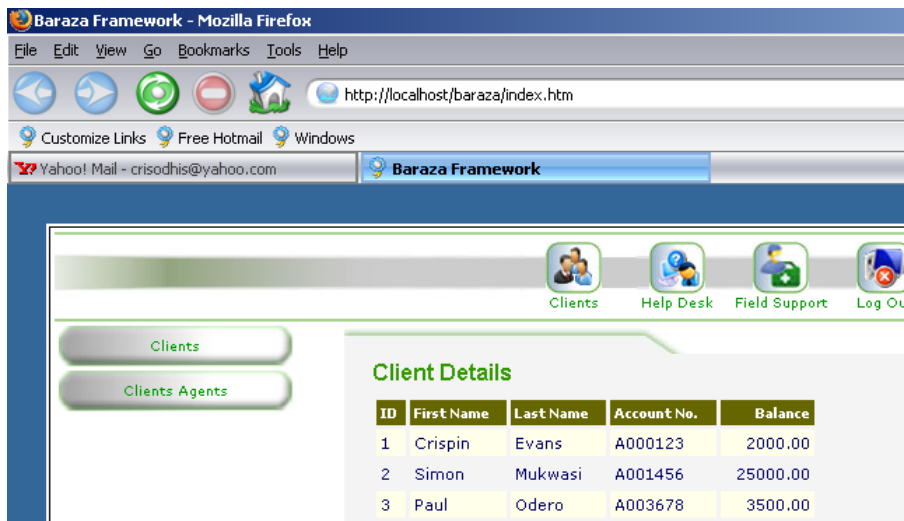 Baraza Framework - Mozilla Firefox
File Edit View Go Bookmarks Tools Help
http://localhost/baraza/index.htm
Customize Links Free Hotmail Windows
Yahoo! Mail - crisodhis@yahoo.com Baraza Framework
Clients Help Desk Field Support Log Ou
Clients
Clients Agents
Client Details
ID First Name Last Name Account No. Balance
1 Crispin Evans A000123 2000.00
2 Simon Mukwasi A001456 25000.00
3 Paul Odero A003678 3500.00